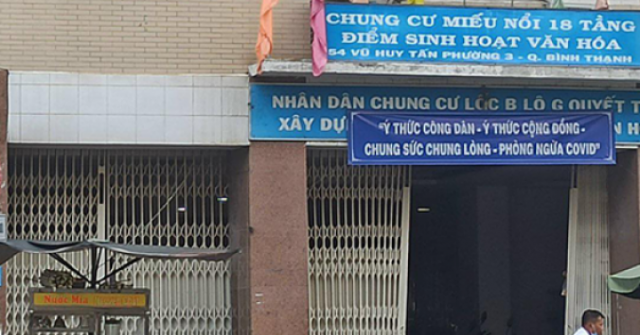 CHUNG CƯ MIẾU NỔI 18 TẦNG
ĐIỂM SINH HOẠT VĂN HÓA
54 VŨ HUY TẤN PHƯỜNG 3 - Q. BÌNH THẠNH
NHÂN DÂN CHUNG CƯ LÔC B LÔ G QUYẾT T
XÂY DỰ
"Ý THỨC CÔNG DÂN - Ý THỨC CỘNG ĐỒNG -
CHUNG SỨC CHUNG LÒNG - PHÒNG NGỪA COVID"
Nước Mía